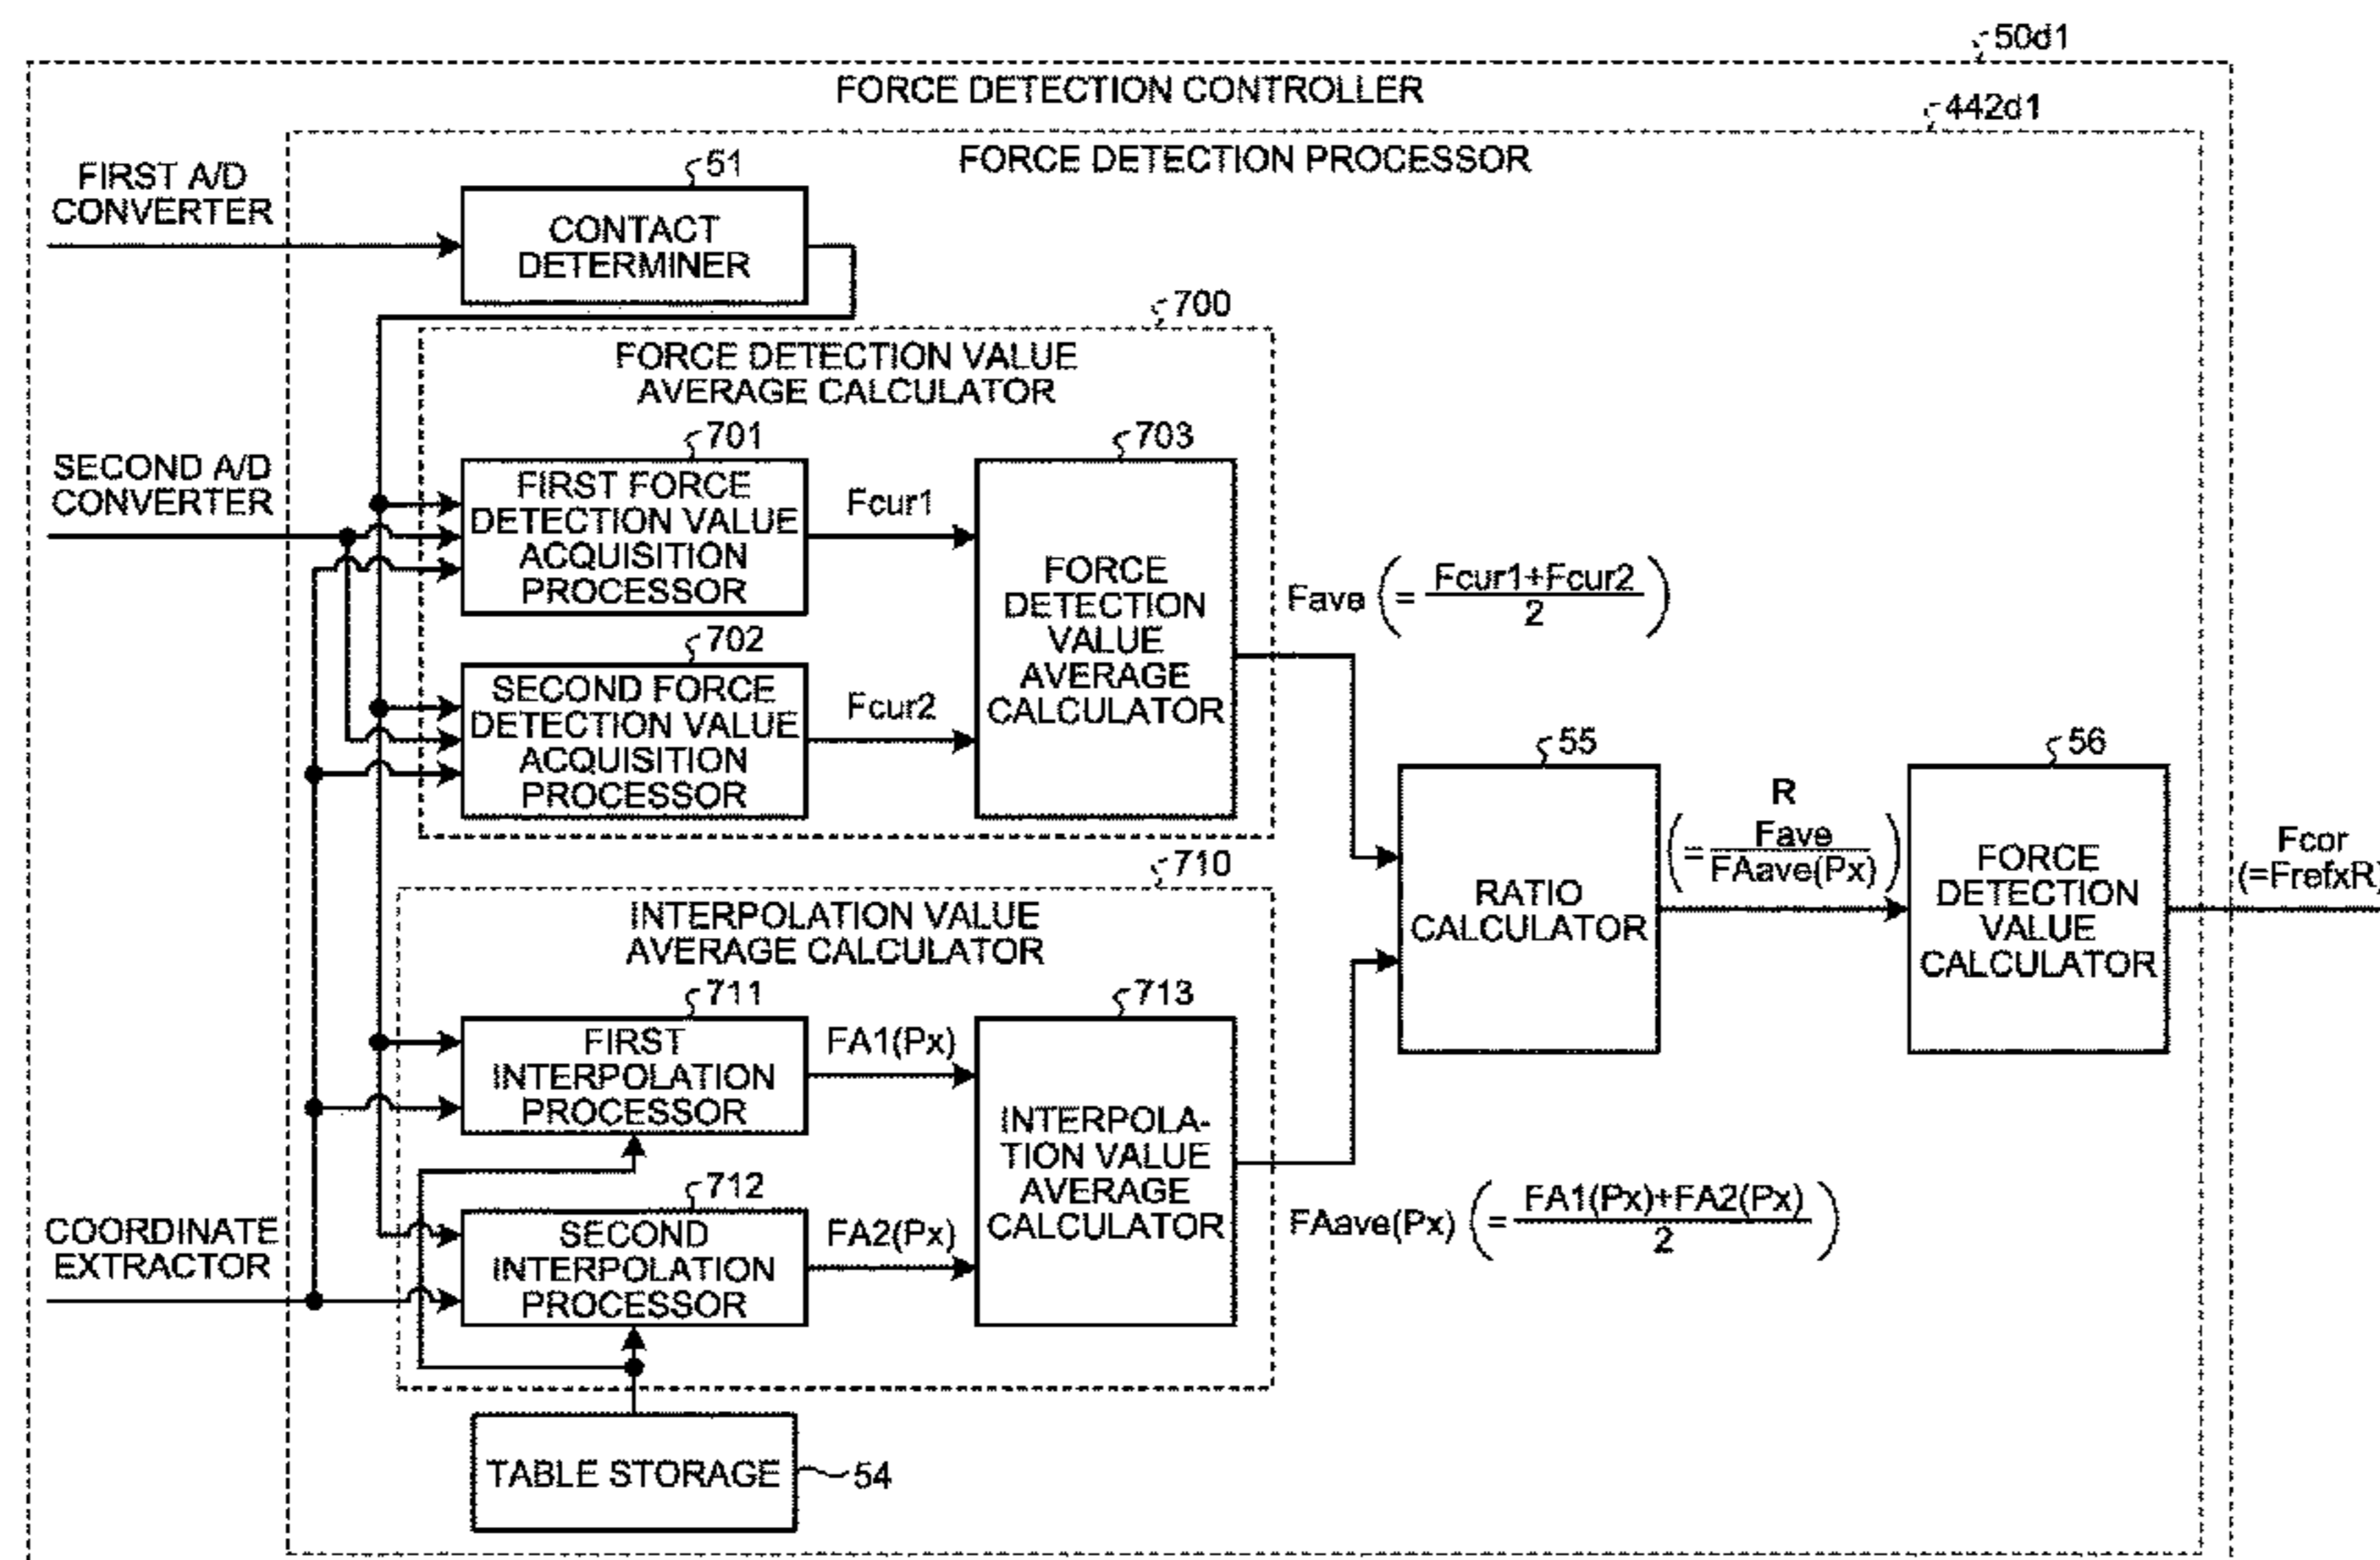 50d1
FORCE DETECTION CONTROLLER
442d1
FORCE DETECTION PROCESSOR
FIRST A/D
CONVERTER
51
CONTACT
DETERMINER
700
FORCE DETECTION VALUE
AVERAGE CALCULATOR
SECOND A/D
CONVERTER
701
FIRST FORCE
DETECTION VALUE
ACQUISITION
PROCESSOR
Fcur1
702
SECOND FORCE
DETECTION VALUE
ACQUISITION
PROCESSOR
Fcur2
703
FORCE
DETECTION
VALUE
AVERAGE
CALCULATOR
Fave (= Fcur1+Fcur2
2 )
710
INTERPOLATION VALUE
AVERAGE CALCULATOR
711
FIRST
INTERPOLATION
PROCESSOR
FA1(Px)
COORDINATE
EXTRACTOR
712
SECOND
INTERPOLATION
PROCESSOR
FA2(Px)
713
INTERPOLA-
TION VALUE
AVERAGE
CALCULATOR
FAave(Px) (= FA1(Px)+FA2(Px)
2 )
55
RATIO
CALCULATOR
R
(= Fave
FAave(Px) )
56
FORCE
DETECTION
VALUE
CALCULATOR
Fcor
(=FrefxR)
TABLE STORAGE
54